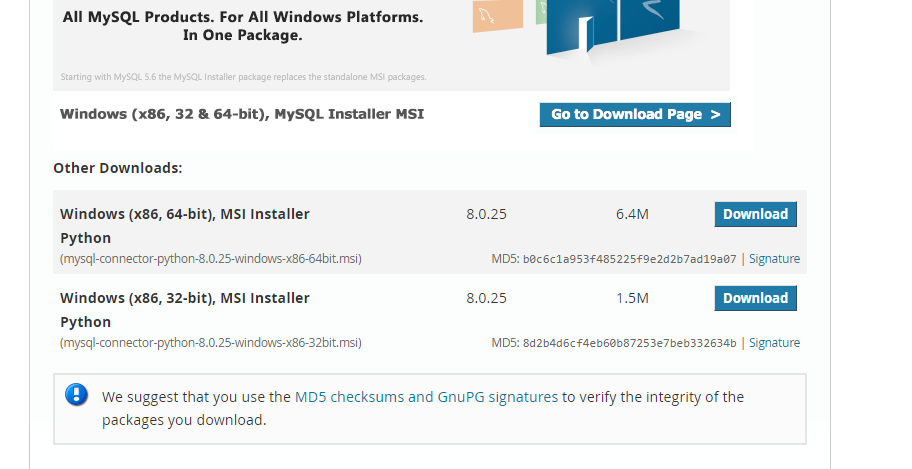 All MySQL Products. For All Windows Platforms.
In One Package.
Starting with MySQL 5.6 the MySQL Installer package replaces the standalone MSI packages.
Windows (x86, 32 & 64-bit), MySQL Installer MSI
Go to Download Page >
Other Downloads:
Windows (x86, 64-bit), MSI Installer 8.0.25 6.4M Download
Python
(mysql-connector-python-8.0.25-windows-x86-64bit.msi) MD5: b0c6c1a953f485225f9e2d2b7ad19a07 | Signature
Windows (x86, 32-bit), MSI Installer 8.0.25 1.5M Download
Python
(mysql-connector-python-8.0.25-windows-x86-32bit.msi) MD5: 8d2b4d6cf4eb60b87253e7beb332634b | Signature
We suggest that you use the MD5 checksums and GnuPG signatures to verify the integrity of the
packages you download.